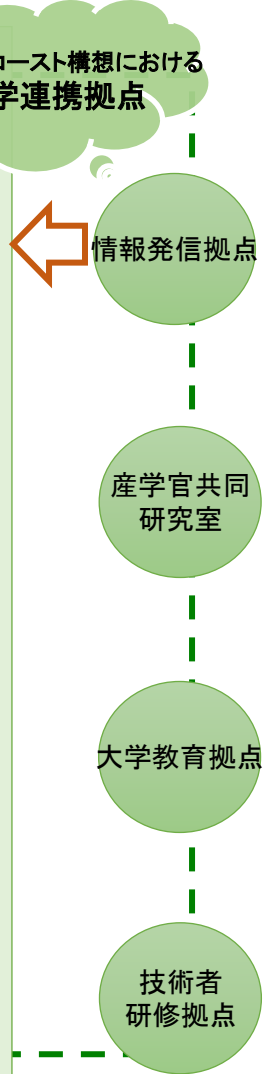 コースト構想における
学連携拠点
情報発信拠点
産学官共同
研究室
大学教育拠点
技術者
研修拠点